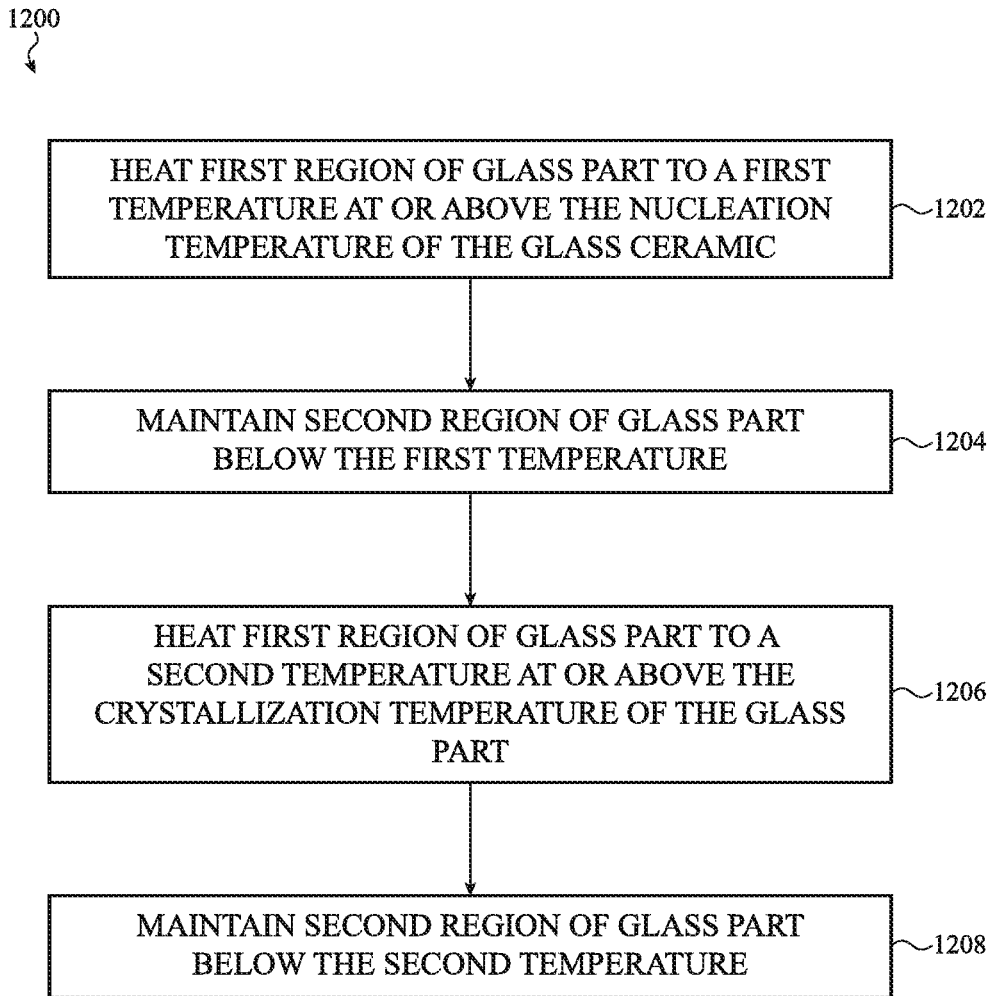 1200
HEAT FIRST REGION OF GLASS PART TO A FIRST
TEMPERATURE AT OR ABOVE THE NUCLEATION
TEMPERATURE OF THE GLASS CERAMIC
1202
MAINTAIN SECOND REGION OF GLASS PART
BELOW THE FIRST TEMPERATURE
1204
HEAT FIRST REGION OF GLASS PART TO A
SECOND TEMPERATURE AT OR ABOVE THE
CRYSTALLIZATION TEMPERATURE OF THE GLASS
PART
1206
MAINTAIN SECOND REGION OF GLASS PART
BELOW THE SECOND TEMPERATURE
1208